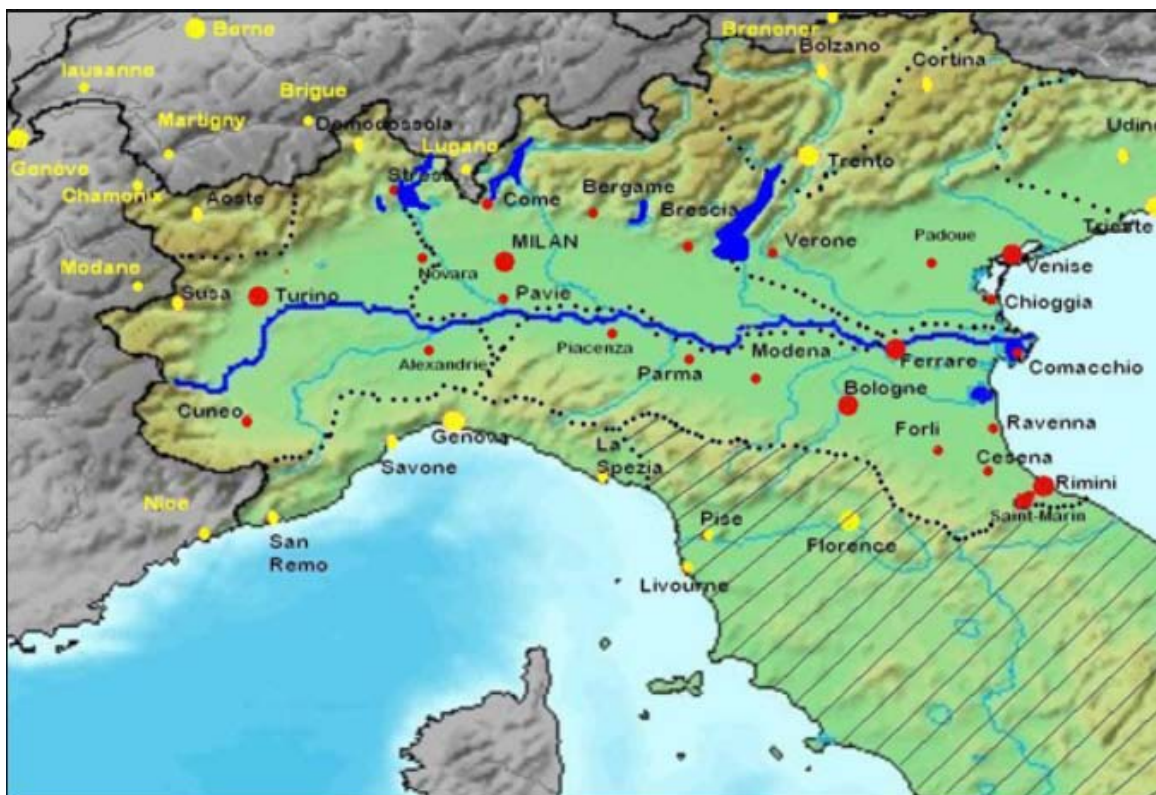 Berne
Brenner
Bolzano
lausanne
Cortina
Brigue
Martigny
Domodossola
Udine
Genève
Lugano
Trento
Chamonix
Stresa
Bergame
Aoste
Come
Brescia
Trieste
MILAN
Verone
Padoue
Modano
Novara
Venise
Susa
Turino
Pavie
Chioggia
Piacenza
Modena
Alexandrie
Ferrare
Comacchio
Parma
Bologne
Cuneo
Genova
Ravenna
Forli
La
Spezia
Savone
Cesena
Rimini
Nice
Saint-Marin
Pise
San
Remo
Florence
Livourne